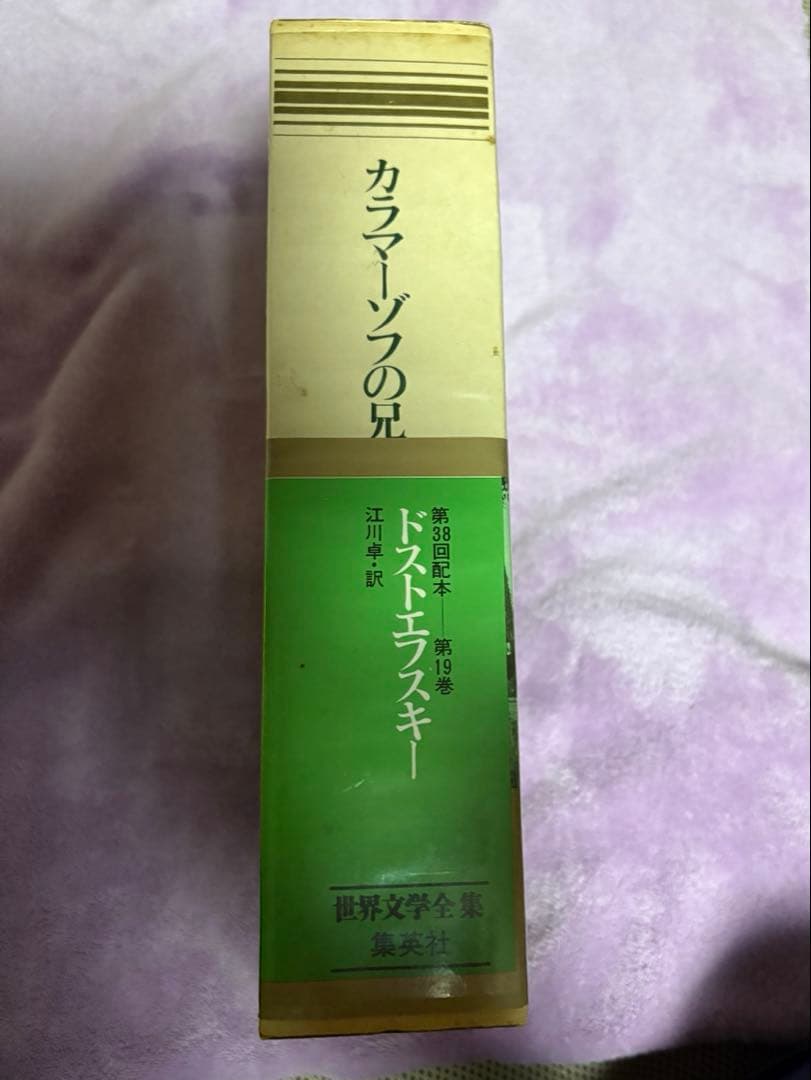 カラマーゾフの兄
第38回配本――第19巻
ドストエフスキー
江川卓・訳
世界文学全集
集英社